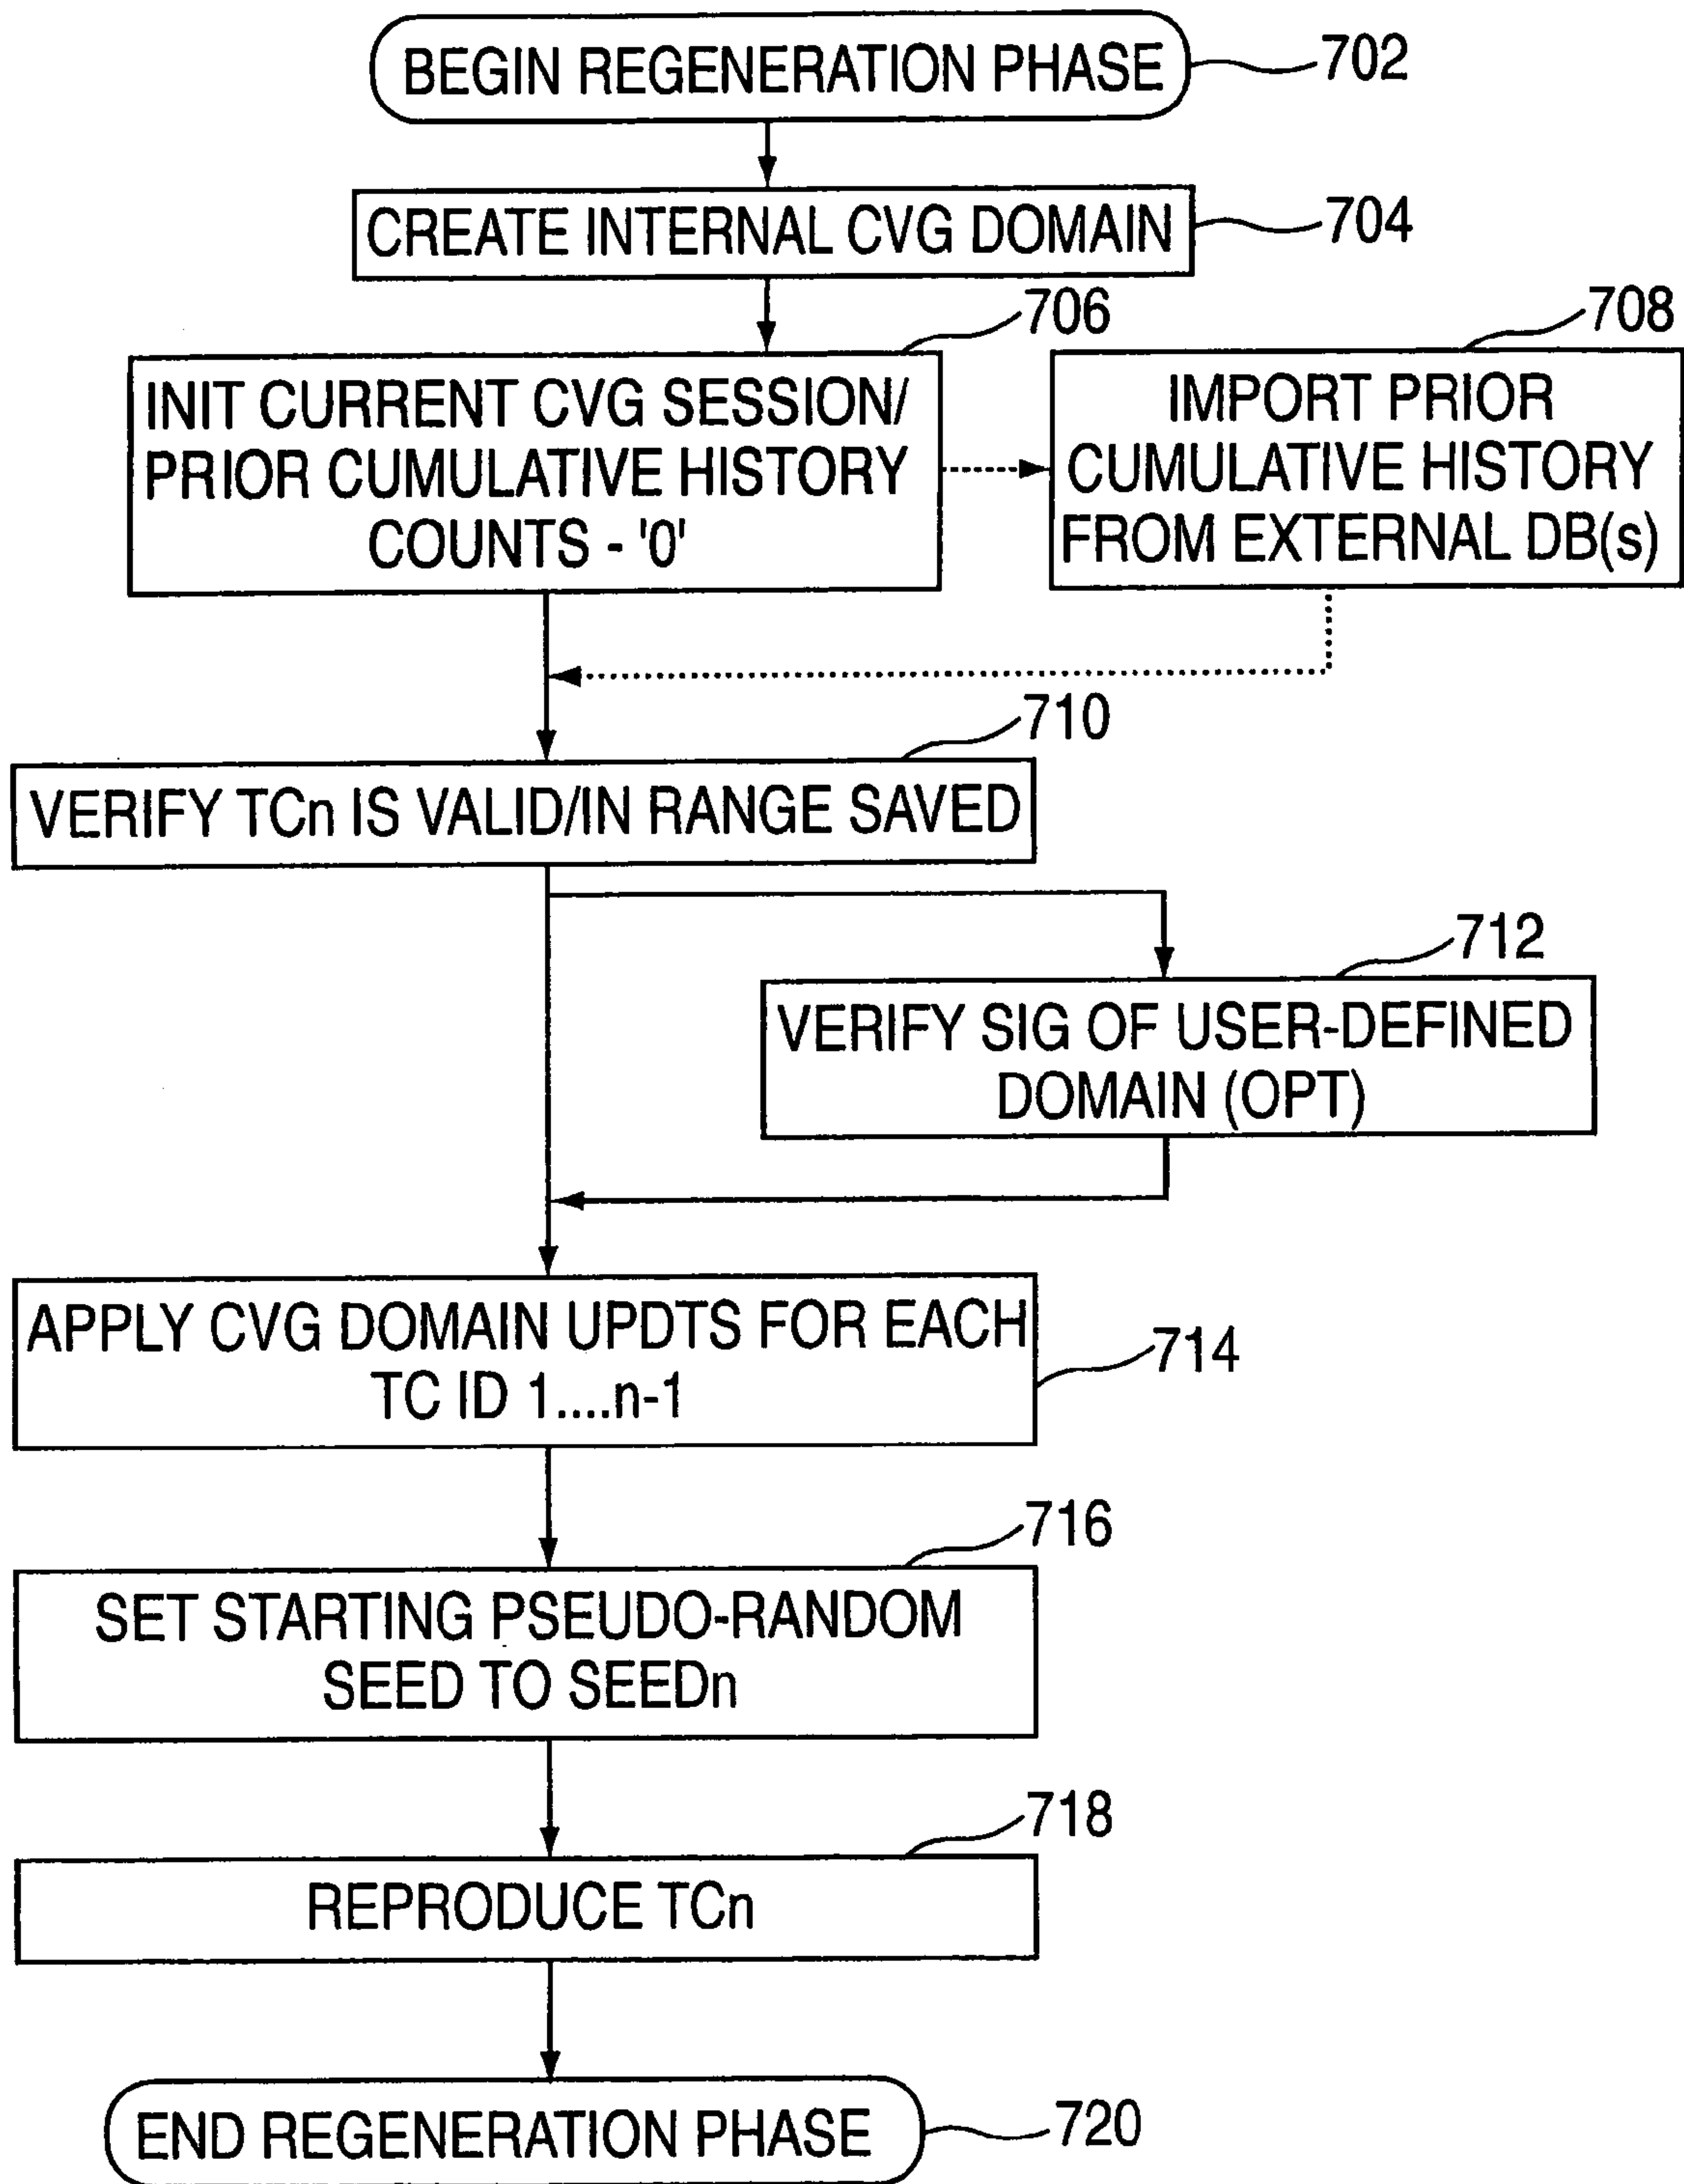 BEGIN REGENERATION PHASE
702
CREATE INTERNAL CVG DOMAIN
704
706
INIT CURRENT CVG SESSION/
PRIOR CUMULATIVE HISTORY
COUNTS - '0'
708
IMPORT PRIOR
CUMULATIVE HISTORY
FROM EXTERNAL DB(s)
710
VERIFY TCn IS VALID/IN RANGE SAVED
712
VERIFY SIG OF USER-DEFINED
DOMAIN (OPT)
APPLY CVG DOMAIN UPDTS FOR EACH
TC ID 1....n-1
714
716
SET STARTING PSEUDO-RANDOM
SEED TO SEEDn
718
REPRODUCE TCn
END REGENERATION PHASE
720